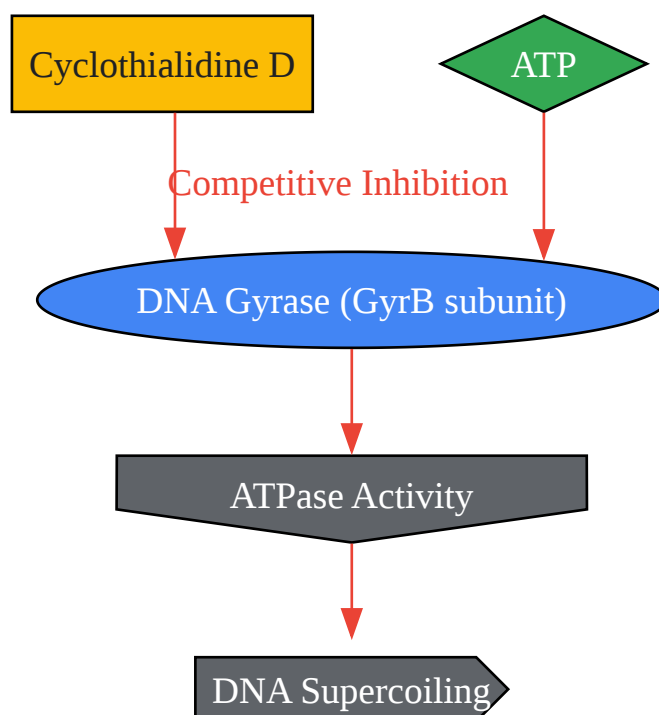 Cyclothialidine D
ATP
Competitive Inhibition
DNA Gyrase (GyrB subunit)
ATPase Activity
DNA Supercoiling